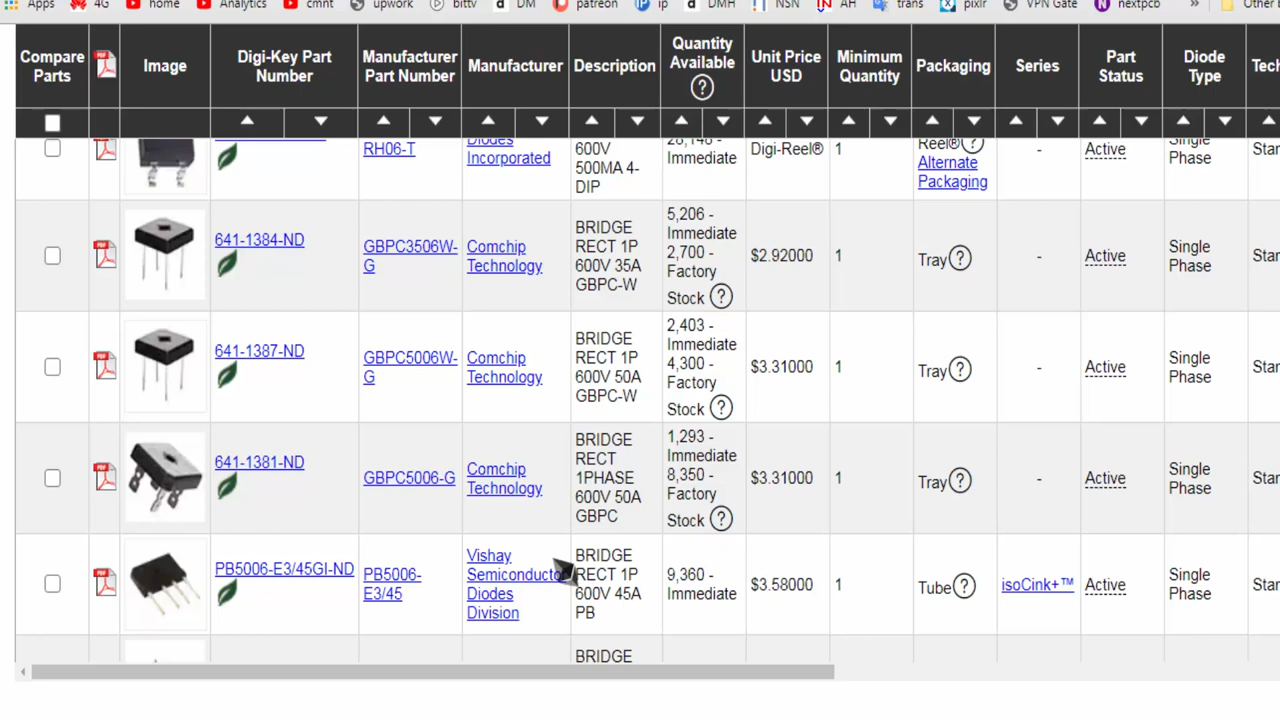 Apps 4G home Analytics cmnt upwork bittv DM patreon ip DMH NSN AH trans pixlr VPN Gate nextpcb » Other
Compare Parts
Image
Digi-Key Part Number
Manufacturer Part Number
Manufacturer
Description
Quantity Available ?
Unit Price USD
Minimum Quantity
Packaging
Series
Part Status
Diode Type
RH06-T
Diodes
Incorporated
600V
500MA 4-
DIP
Immediate
Digi-Reel®
1
Reel® ?
Alternate
Packaging
-
Active
Single
Phase
Star
641-1384-ND
GBPC3506W-
G
Comchip
Technology
BRIDGE
RECT 1P
600V 35A
GBPC-W
5,206 -
Immediate
2,700 -
Factory
Stock ?
$2.92000
1
Tray ?
-
Active
Single
Phase
Star
641-1387-ND
GBPC5006W-
G
Comchip
Technology
BRIDGE
RECT 1P
600V 50A
GBPC-W
2,403 -
Immediate
4,300 -
Factory
Stock ?
$3.31000
1
Tray ?
-
Active
Single
Phase
Star
641-1381-ND
GBPC5006-G
Comchip
Technology
BRIDGE
RECT
1PHASE
600V 50A
GBPC
1,293 -
Immediate
8,350 -
Factory
Stock ?
$3.31000
1
Tray ?
-
Active
Single
Phase
Star
PB5006-E3/45GI-ND
PB5006-
E3/45
Vishay
Semiconducto
Diodes
Division
BRIDGE
RECT 1P
600V 45A
PB
9,360 -
Immediate
$3.58000
1
Tube ?
isoCink+™
Active
Single
Phase
Star
BRIDGE